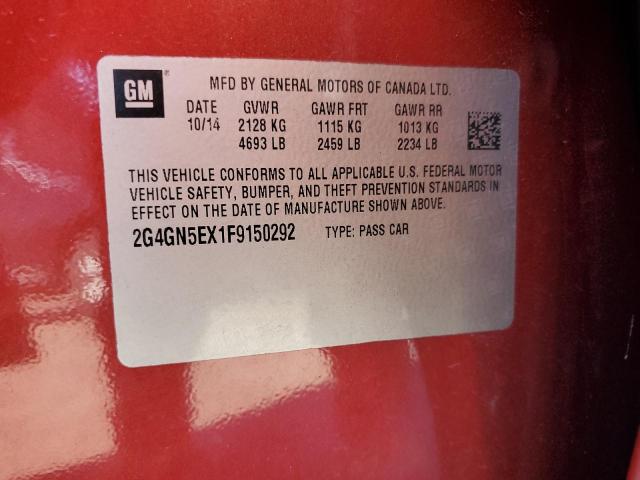 GM ®
MFD BY GENERAL MOTORS OF CANADA LTD.
DATE GVWR GAWR FRT GAWR RR
10/14 2128 KG 1115 KG 1013 KG
4693 LB 2459 LB 2234 LB
THIS VEHICLE CONFORMS TO ALL APPLICABLE U.S. FEDERAL MOTOR
VEHICLE SAFETY, BUMPER, AND THEFT PREVENTION STANDARDS IN
EFFECT ON THE DATE OF MANUFACTURE SHOWN ABOVE.
2G4GN5EX1F9150292 TYPE: PASS CAR